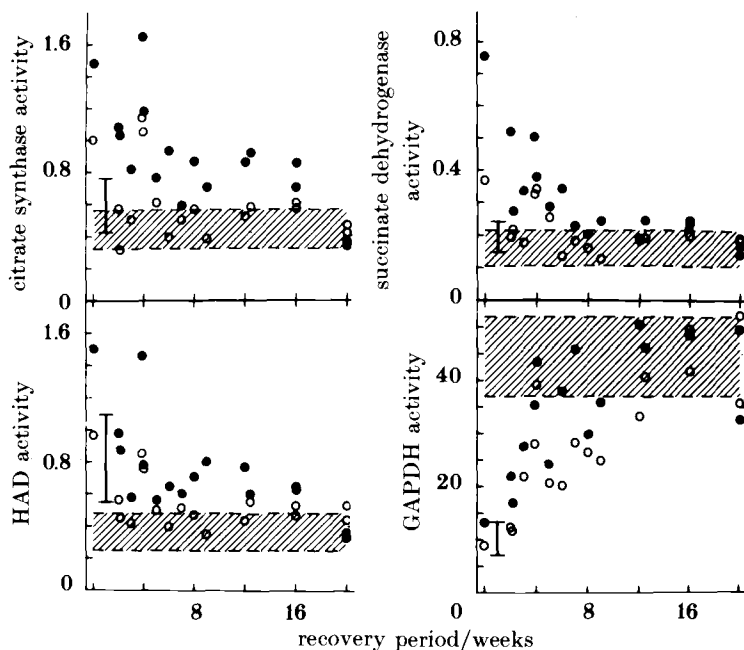 citrate synthase activity
1.6
0.8
0
succinate dehydrogenase
activity
0.8
0.4
0
HAD activity
1.6
0.8
0
8
16
GAPDH activity
40
20
0
8
16
recovery period/weeks